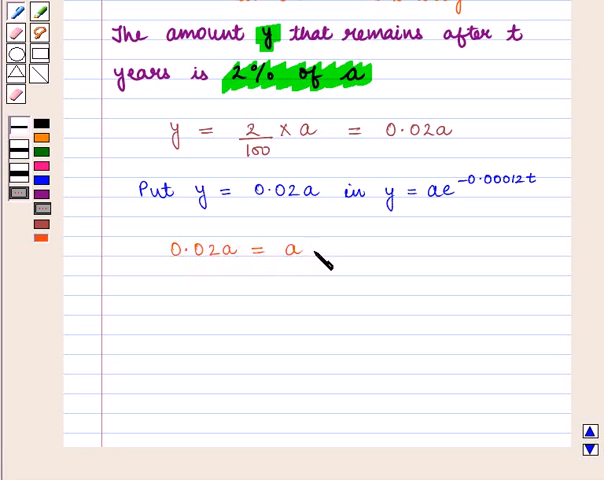 The amount y that remains after t
years is 2% of a
y = 2/100 × a = 0.02a
Put y = 0.02a in y = ae^-0.00012t
0.02a = a